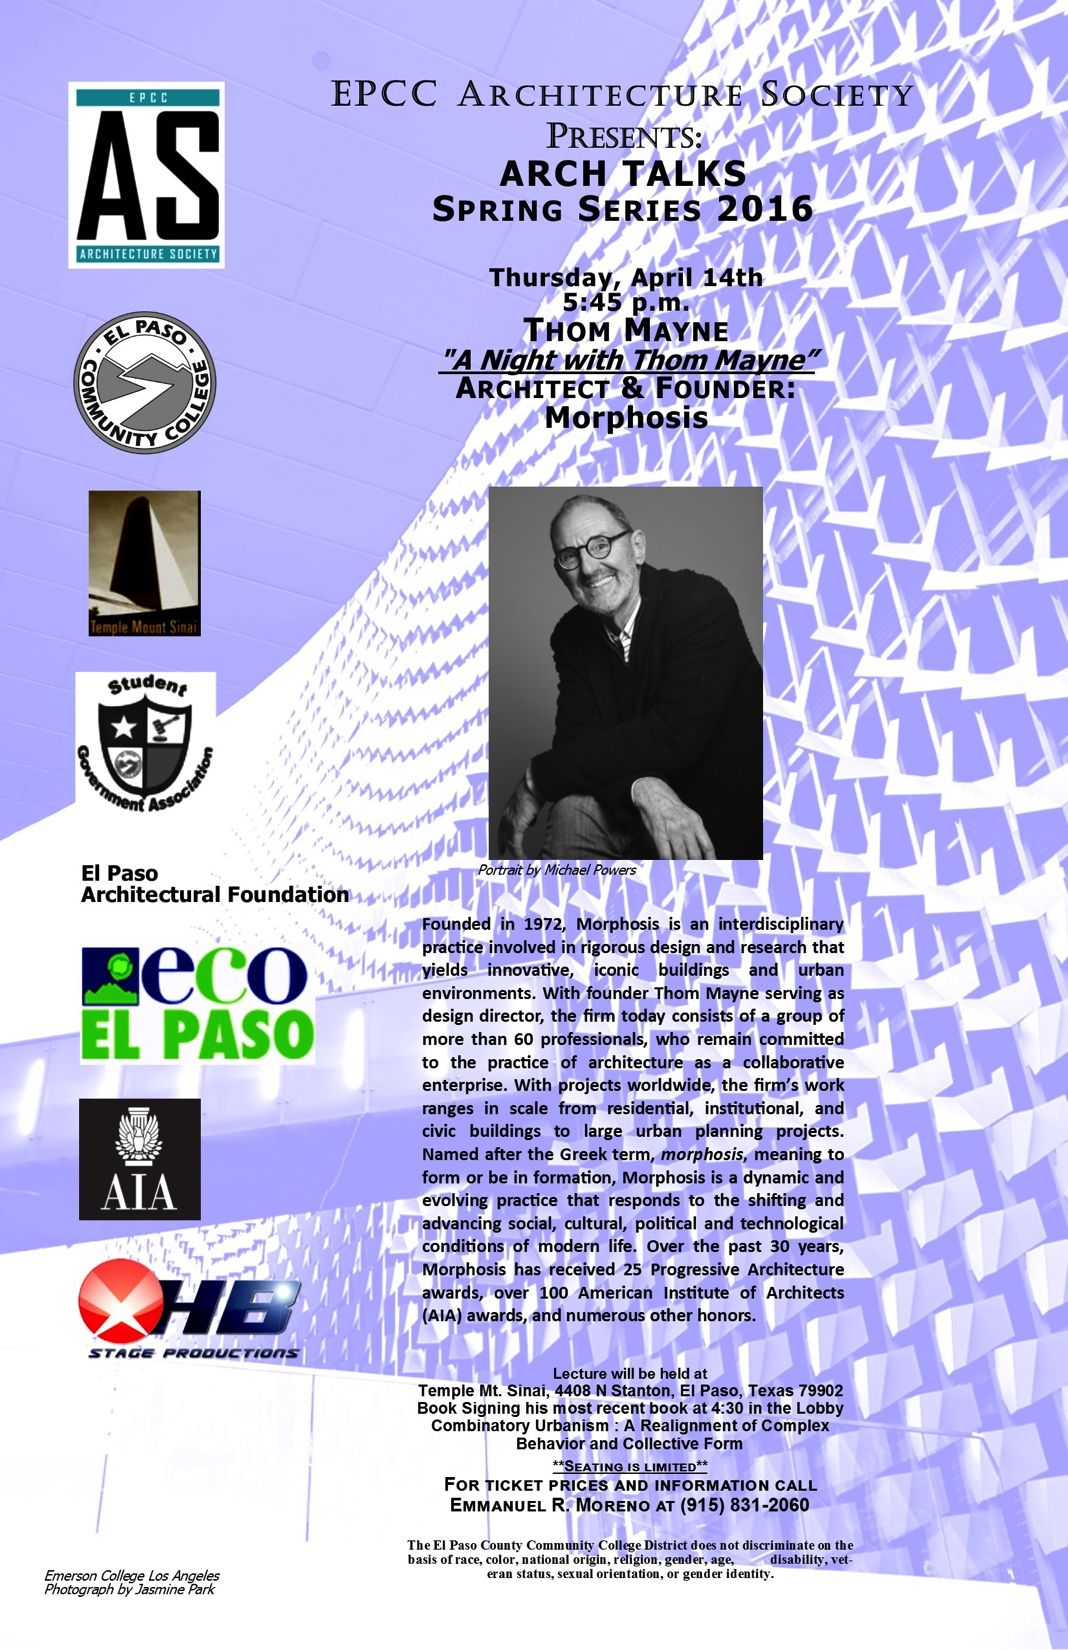 EPCC ARCHITECTURE SOCIETY
PRESENTS:
ARCH TALKS
SPRING SERIES 2016
Thursday, April 14th
5:45 p.m.
THOM MAYNE
"A Night with Thom Mayne”
ARCHITECT & FOUNDER:
Morphosis
EPCC
AS
ARCHITECTURE SOCIETY
· EL PASO ·
COMMUNITY COLLEGE
Temple Mount Sinai
Student
Government Association
El Paso
Architectural Foundation
eco
EL PASO
AIA
XHB
STAGE PRODUCTIONS
Portrait by Michael Powers
Founded in 1972, Morphosis is an interdisciplinary
practice involved in rigorous design and research that
yields innovative, iconic buildings and urban
environments. With founder Thom Mayne serving as
design director, the firm today consists of a group of
more than 60 professionals, who remain committed
to the practice of architecture as a collaborative
enterprise. With projects worldwide, the firm’s work
ranges in scale from residential, institutional, and
civic buildings to large urban planning projects.
Named after the Greek term, morphosis, meaning to
form or be in formation, Morphosis is a dynamic and
evolving practice that responds to the shifting and
advancing social, cultural, political and technological
conditions of modern life. Over the past 30 years,
Morphosis has received 25 Progressive Architecture
awards, over 100 American Institute of Architects
(AIA) awards, and numerous other honors.
Lecture will be held at
Temple Mt. Sinai, 4408 N Stanton, El Paso, Texas 79902
Book Signing his most recent book at 4:30 in the Lobby
Combinatory Urbanism : A Realignment of Complex
Behavior and Collective Form
**SEATING IS LIMITED**
FOR TICKET PRICES AND INFORMATION CALL
EMMANUEL R. MORENO AT (915) 831-2060
The El Paso County Community College District does not discriminate on the
basis of race, color, national origin, religion, gender, age, disability, vet-
eran status, sexual orientation, or gender identity.
Emerson College Los Angeles
Photograph by Jasmine Park